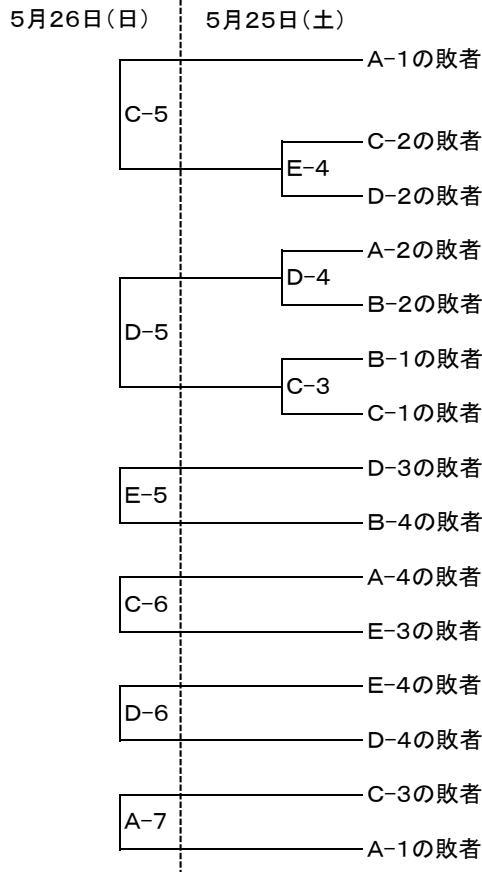 5月26日(日) 5月25日(土)
A-1の敗者
C-5
C-2の敗者
E-4
D-2の敗者
A-2の敗者
D-4
B-2の敗者
D-5
B-1の敗者
C-3
C-1の敗者
D-3の敗者
E-5
B-4の敗者
A-4の敗者
C-6
E-3の敗者
E-4の敗者
D-6
D-4の敗者
C-3の敗者
A-7
A-1の敗者